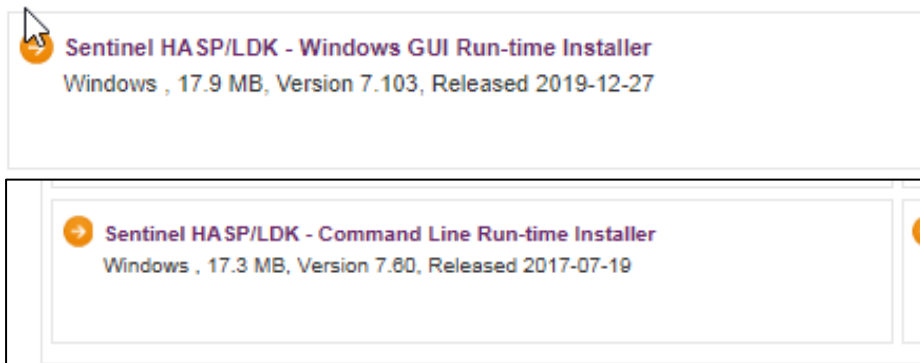 Sentinel HASP/LDK - Windows GUI Run-time Installer
Windows , 17.9 MB, Version 7.103, Released 2019-12-27
Sentinel HASP/LDK - Command Line Run-time Installer
Windows , 17.3 MB, Version 7.60, Released 2017-07-19